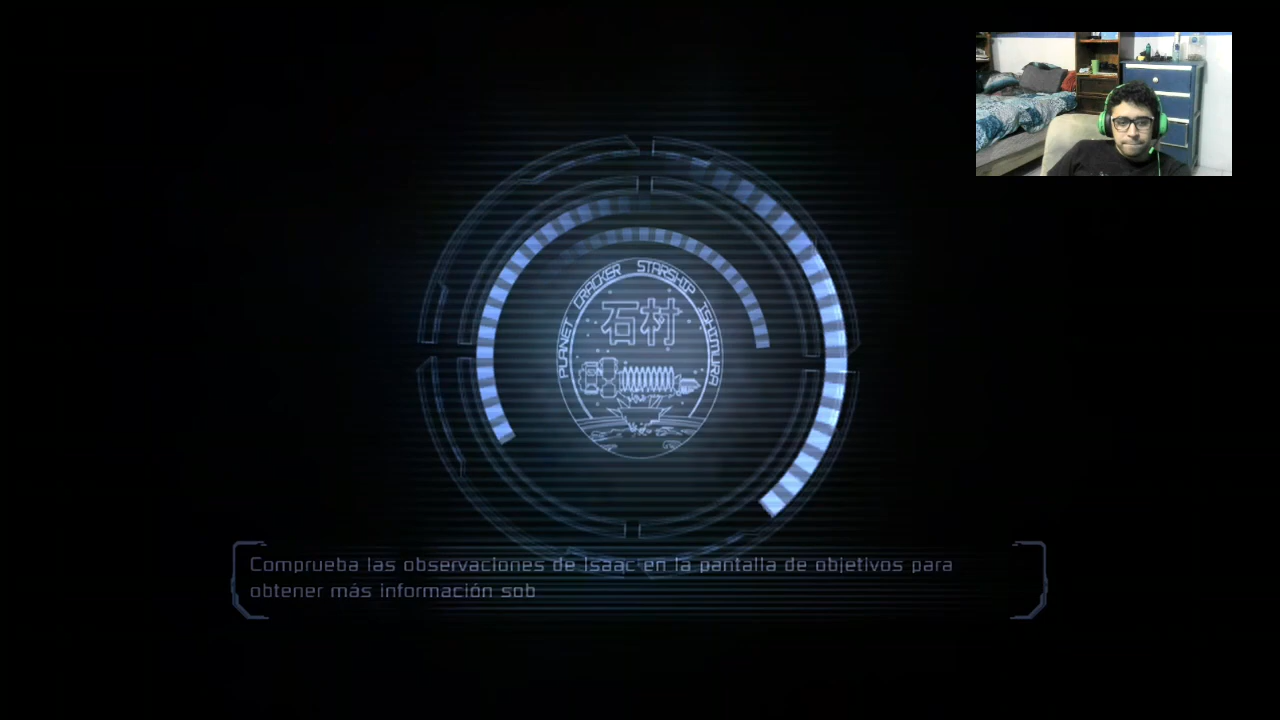 PLANET CRACKER STARSHIP ISHIMURA
石村
Comprueba las observaciones de Isaac en la pantalla de objetivos para
obtener más información sob